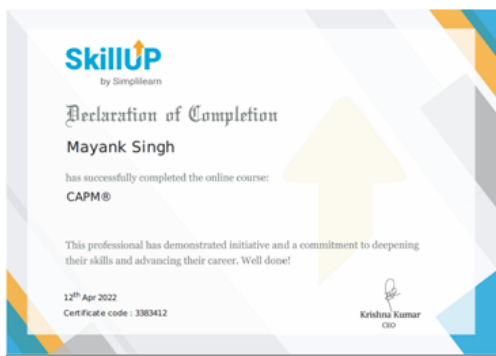 SkillUP
by Simplilearn
Declaration of Completion
Mayank Singh
has successfully completed the online course:
CAPM®
This professional has demonstrated initiative and a commitment to deepening
their skills and advancing their career. Well done!
12th Apr 2022
Certificate code : 3383412
Krishna Kumar
CEO